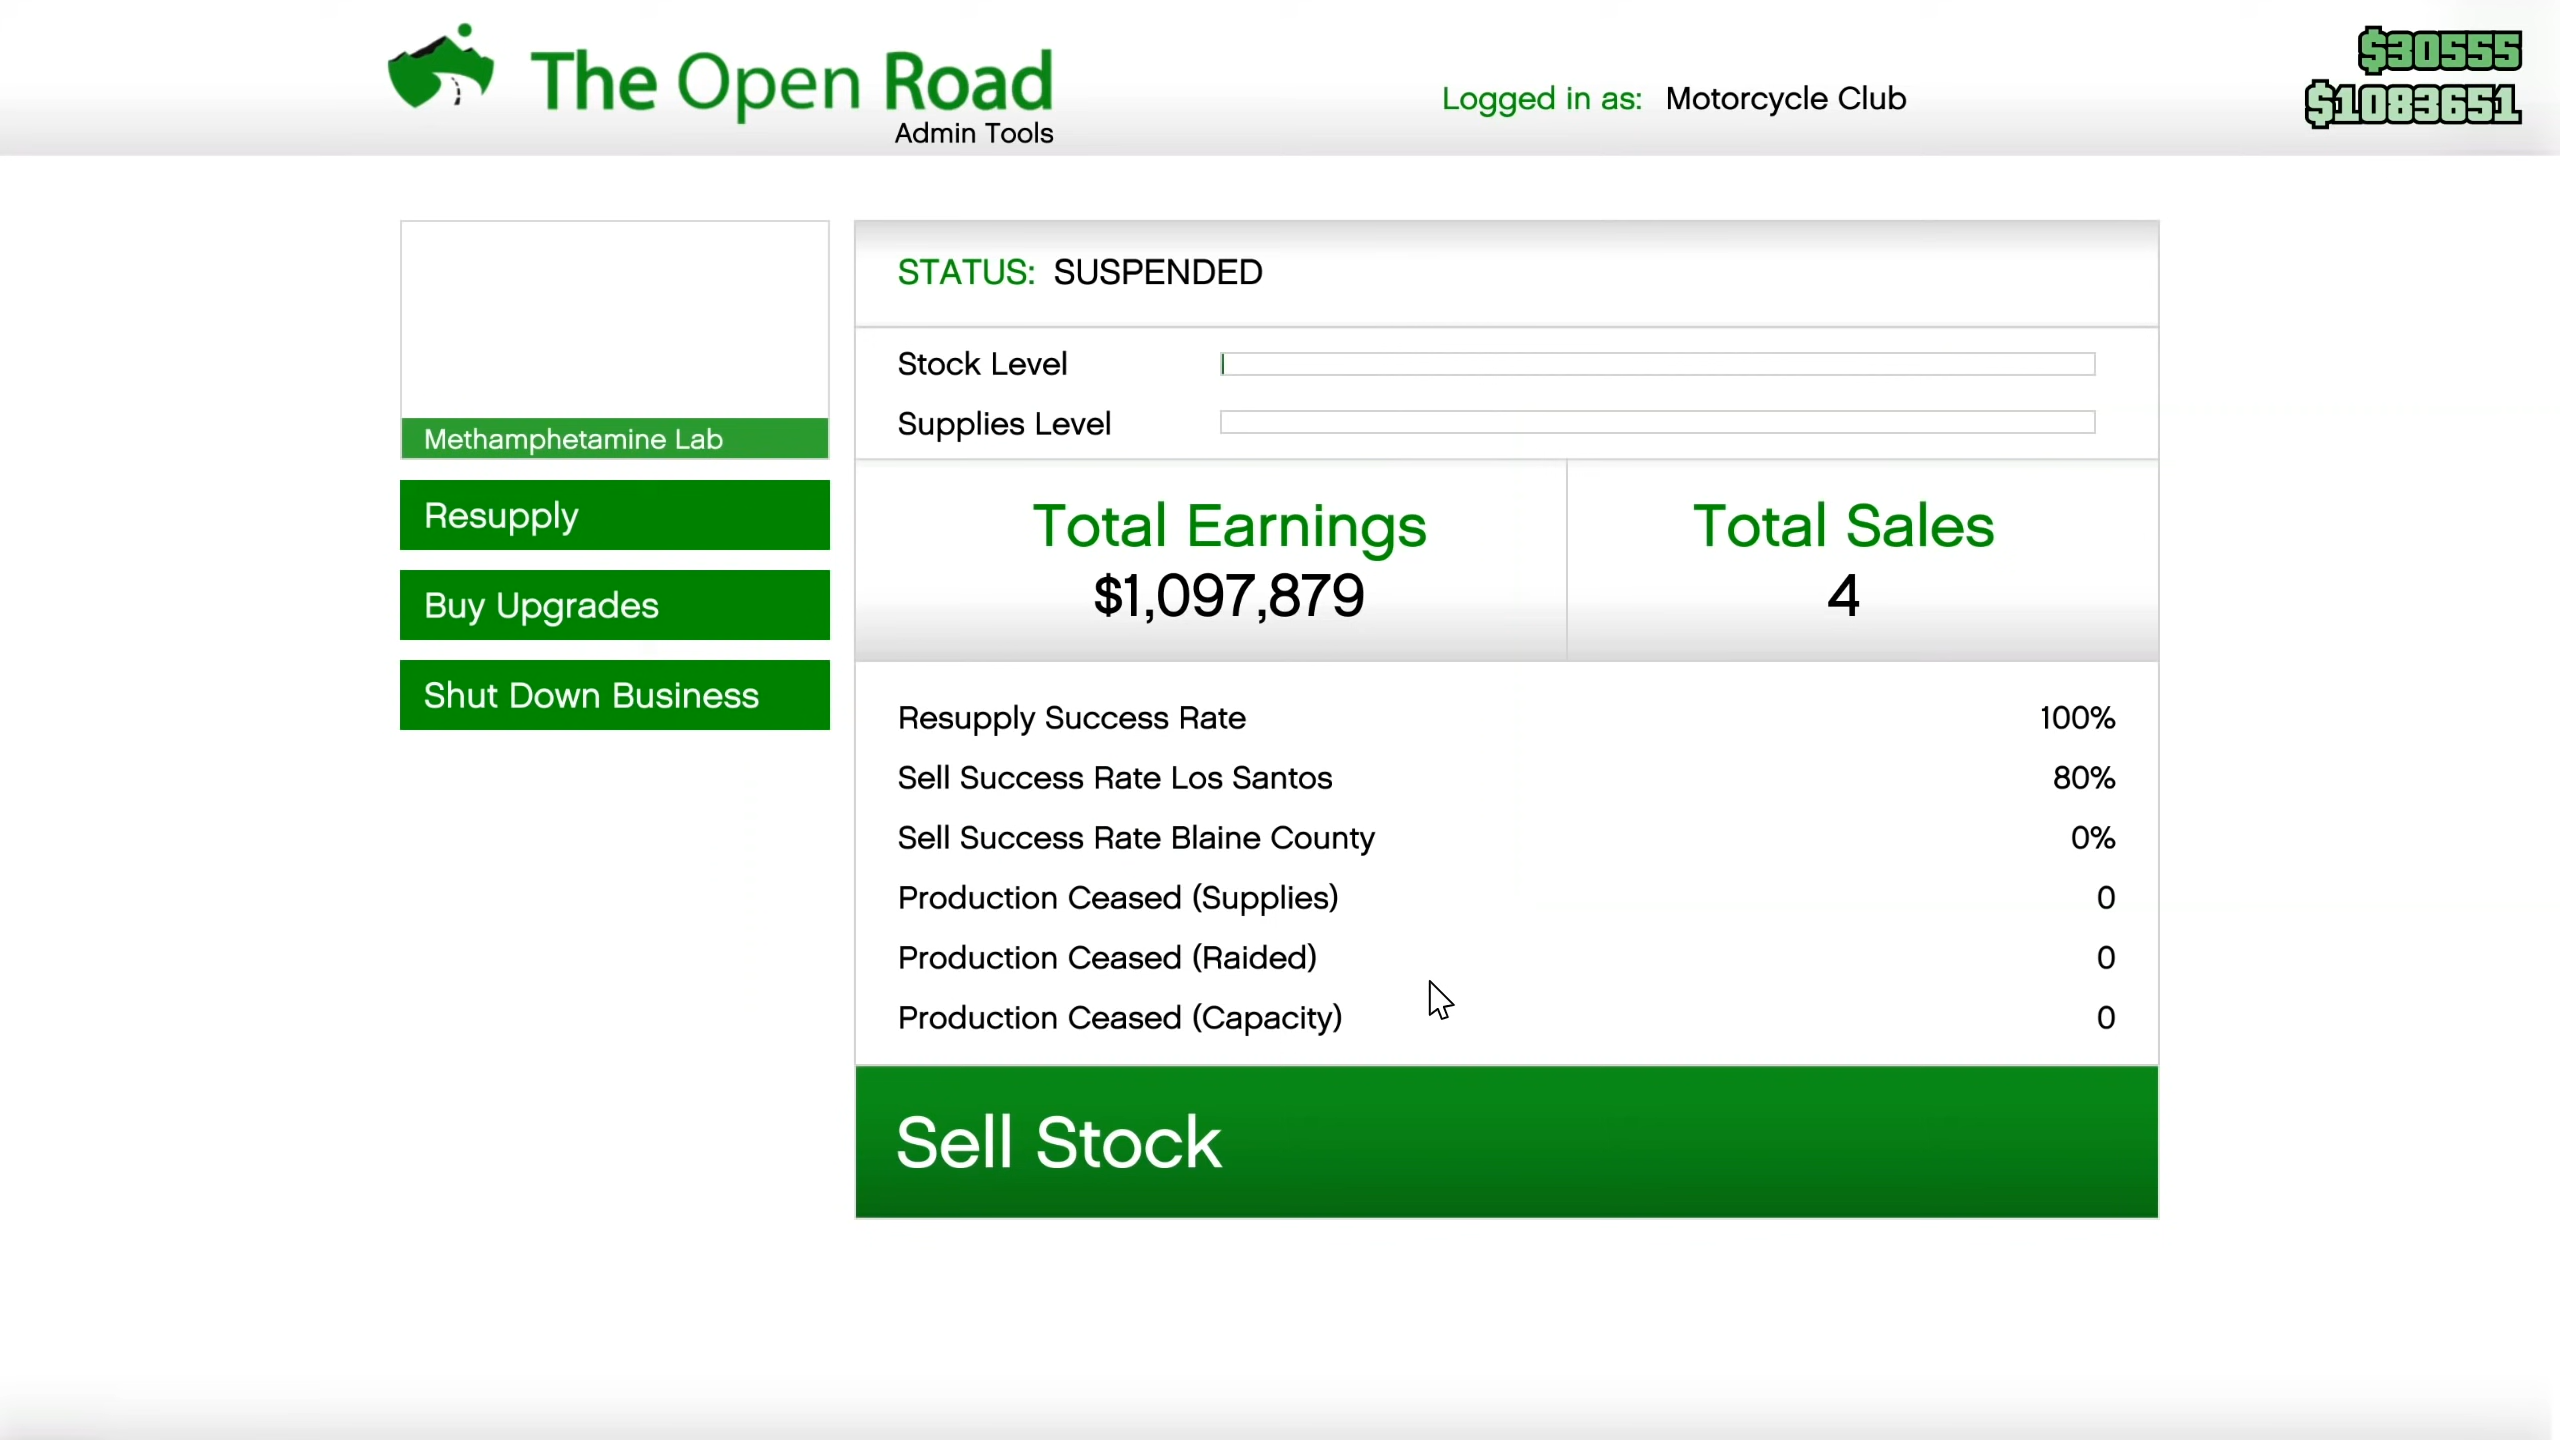 The Open Road
Admin Tools
Logged in as: Motorcycle Club
$30555
$1083651
Methamphetamine Lab
Resupply
Buy Upgrades
Shut Down Business
STATUS: SUSPENDED
Stock Level
Supplies Level
Total Earnings
$1,097,879
Total Sales
4
Resupply Success Rate 100%
Sell Success Rate Los Santos 80%
Sell Success Rate Blaine County 0%
Production Ceased (Supplies) 0
Production Ceased (Raided) 0
Production Ceased (Capacity) 0
Sell Stock